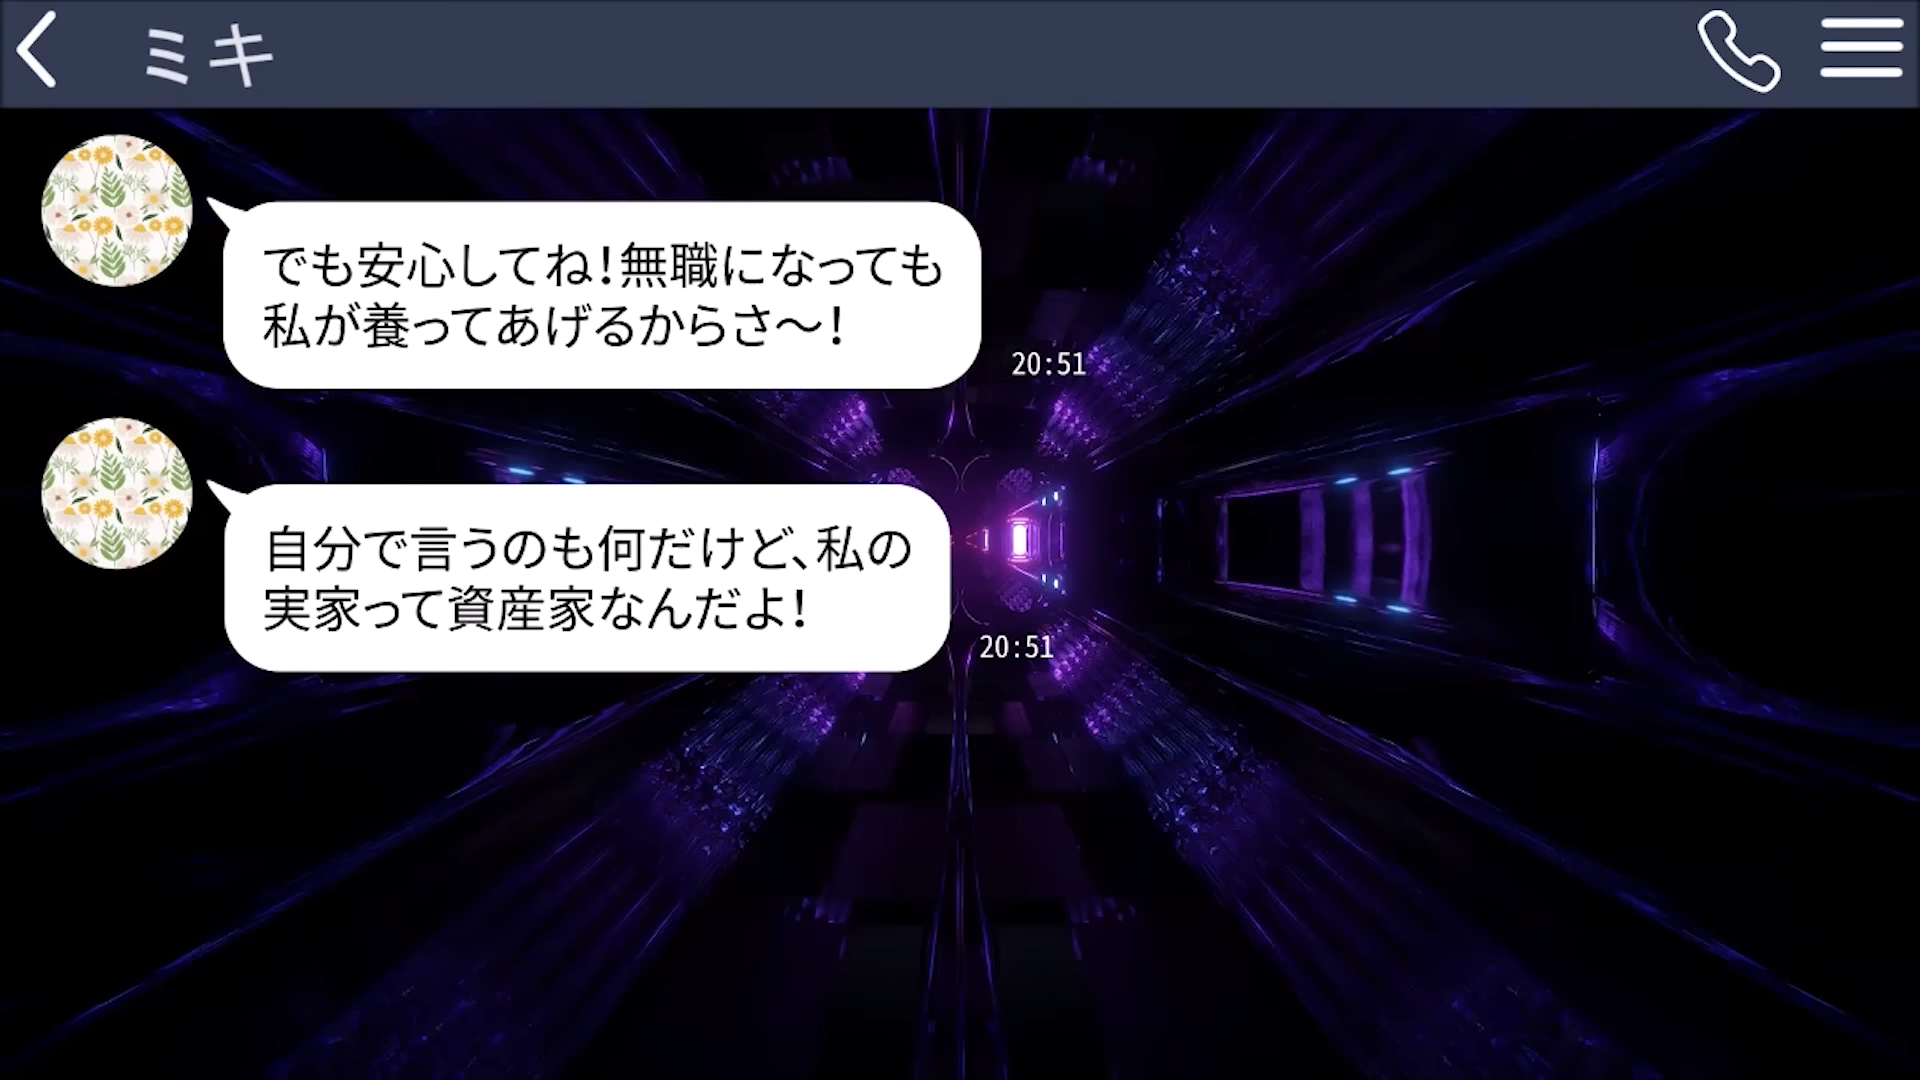 ミキ
でも安心してね！無職になっても
私が養ってあげるからさ～！
20:51
自分で言うのも何だけど、私の
実家って資産家なんだよ！
20:51